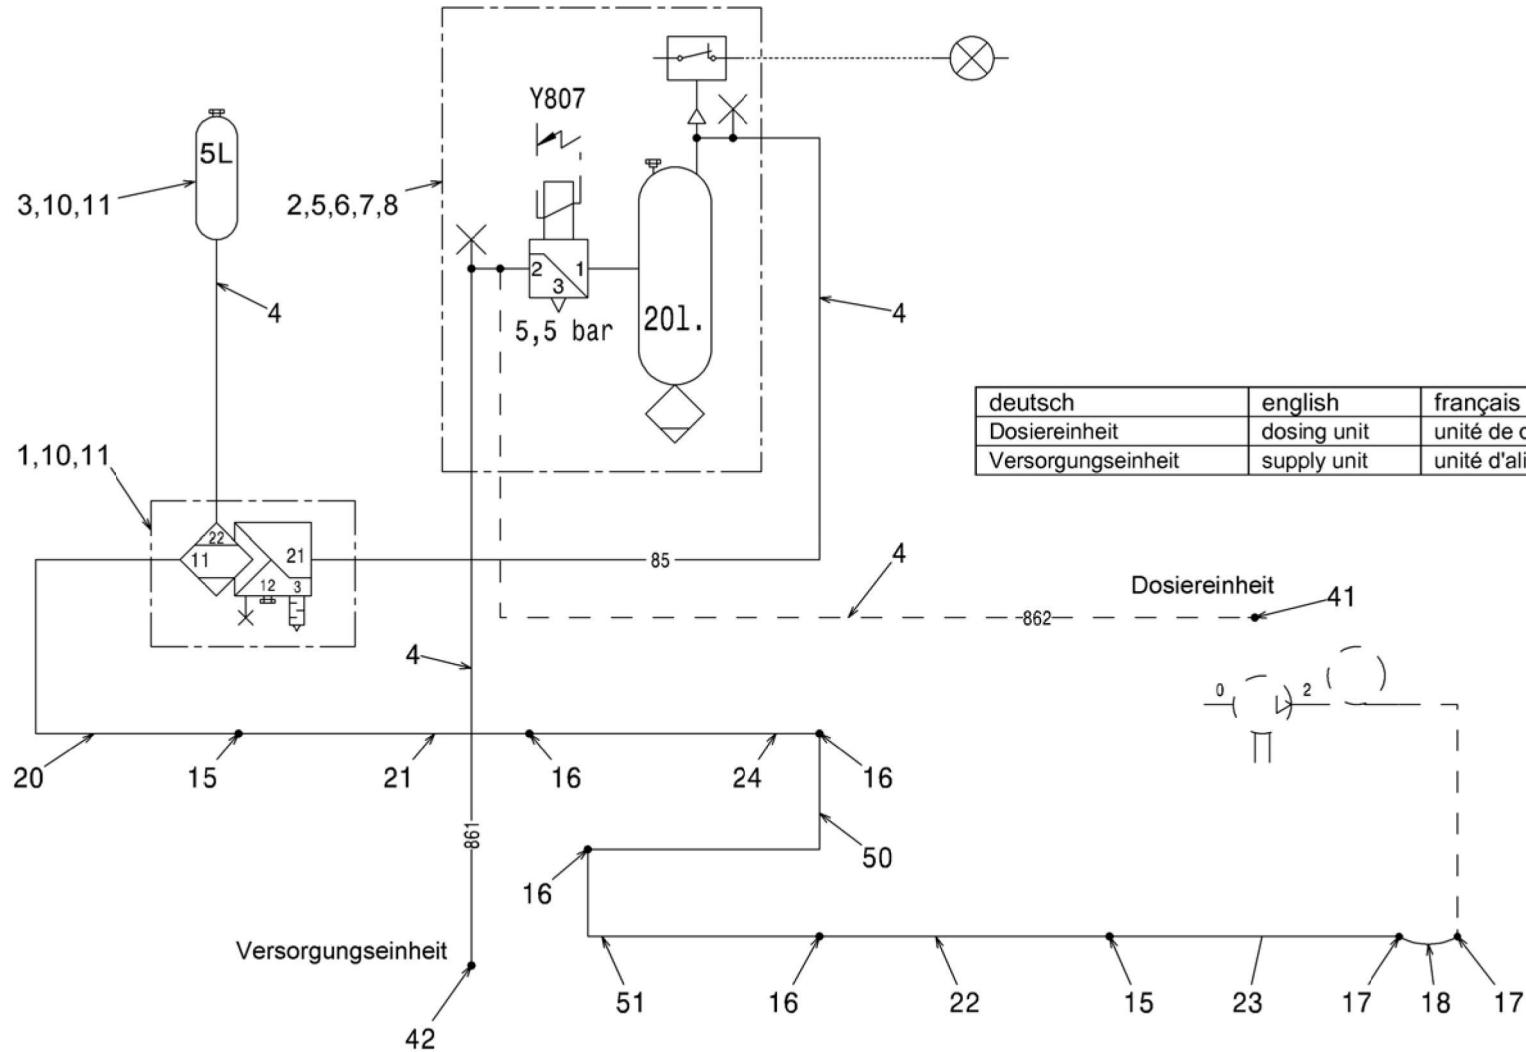 Y807
5L
3,10,11
2,5,6,7,8
2 1
3
4
5,5 bar
20l.
4
deutsch english français
Dosiereinheit dosing unit
Versorgungseinheit supply unit
1,10,11
22
11 21
12 3
85
4
Dosiereinheit
41
862
4
0 2
20 15 21 16 24 16
861
50
16
Versorgungseinheit
51 16 22 15 23 17 18 17
42